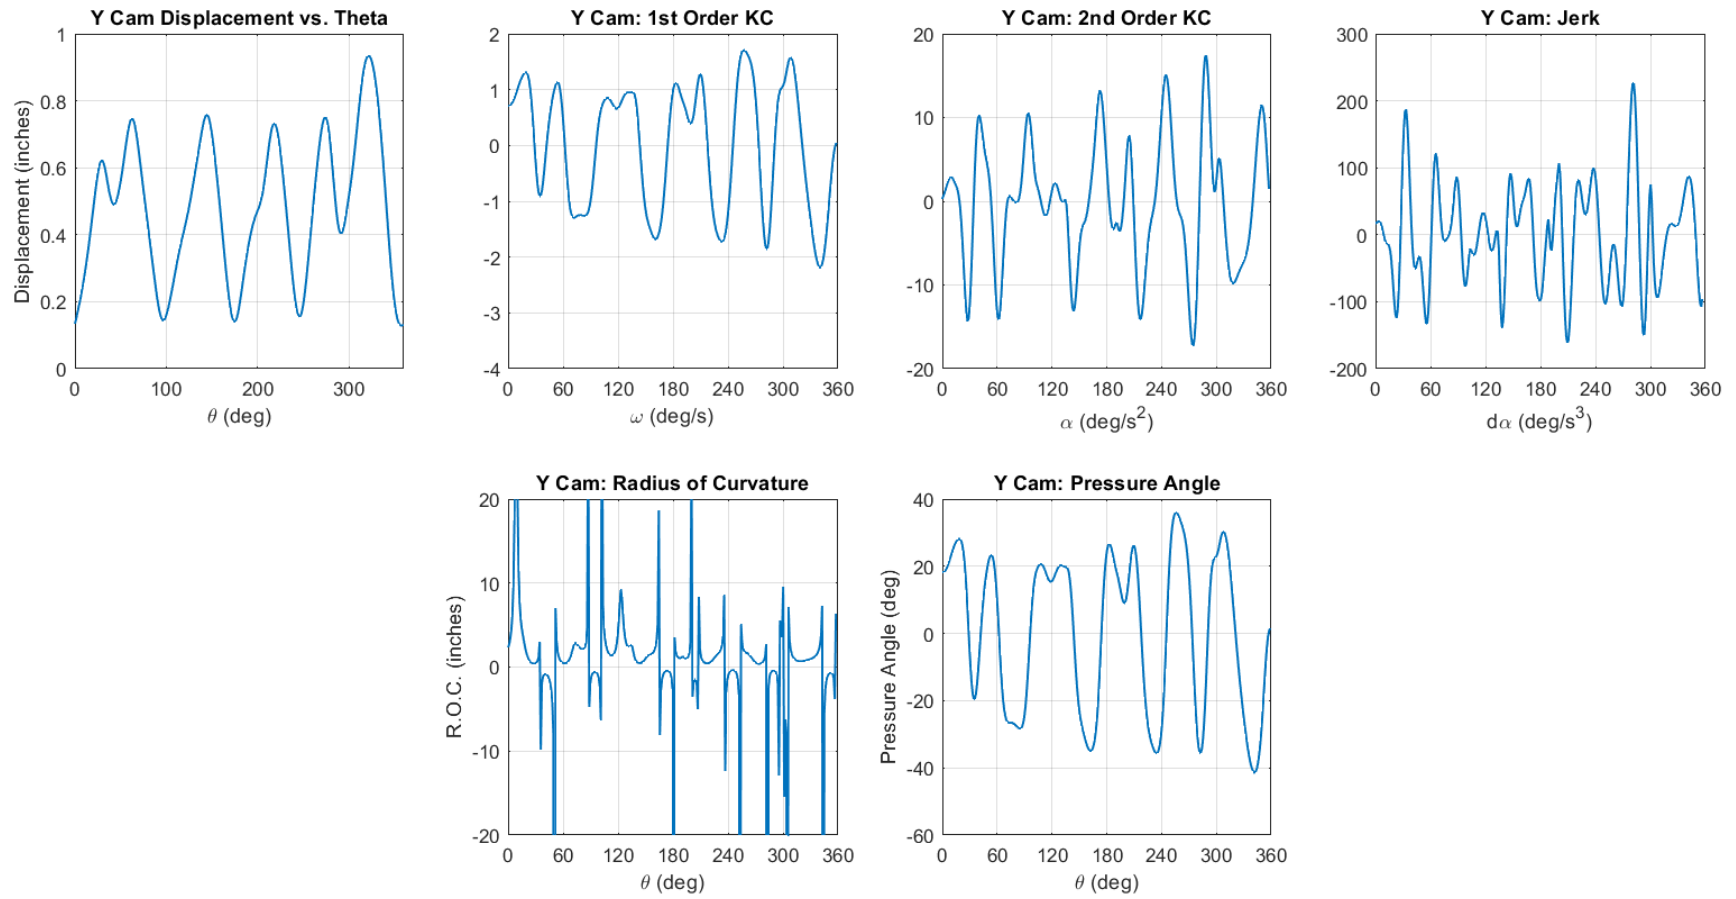 Y Cam Displacement vs. Theta
Displacement (inches)
1
0.8
0.6
0.4
0.2
0
0 100 200 300
θ (deg)
Y Cam: 1st Order KC
2
1
0
-1
-2
-3
-4
0 60 120 180 240 300 360
ω (deg/s)
Y Cam: 2nd Order KC
20
10
0
-10
-20
0 60 120 180 240 300 360
α (deg/s²)
Y Cam: Jerk
300
200
100
0
-100
-200
0 60 120 180 240 300 360
dα (deg/s³)
Y Cam: Radius of Curvature
R.O.C. (inches)
20
10
0
-10
-20
0 60 120 180 240 300 360
θ (deg)
Y Cam: Pressure Angle
Pressure Angle (deg)
40
20
0
-20
-40
-60
0 60 120 180 240 300 360
θ (deg)